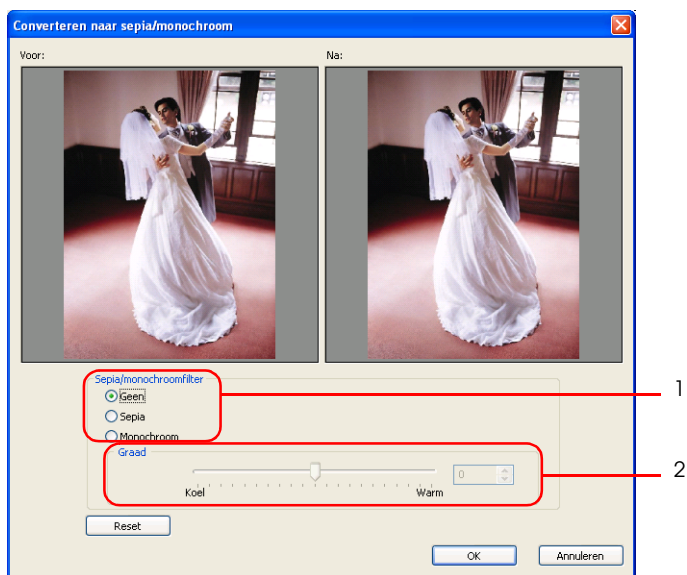 Converteren naar sepia/monochroom
Voor:
Na:
Sepia/monochroomfilter
Geen
Sepia
Monochroom
Graad
0
Koel
Warm
Reset
OK
Annuleren
1
2